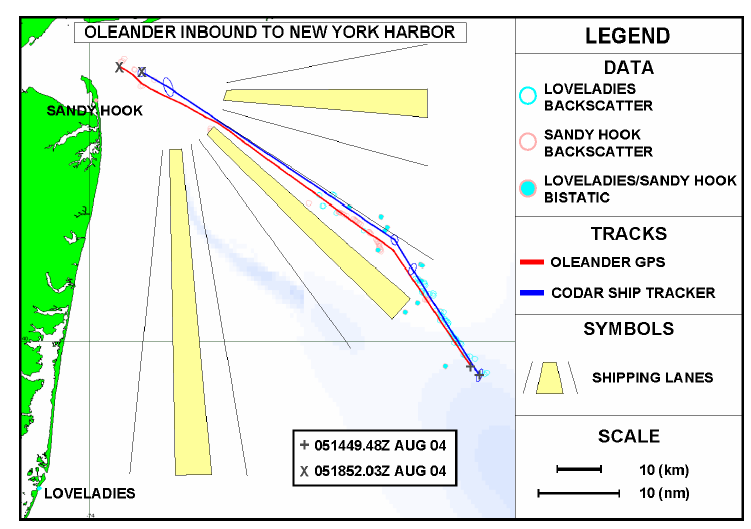 OLEANDER INBOUND TO NEW YORK HARBOR
SANDY HOOK
LOVELADIES
-74
+ 051449.48Z AUG 04
X 051852.03Z AUG 04
LEGEND
DATA
LOVELADIES
BACKSCATTER
SANDY HOOK
BACKSCATTER
LOVELADIES/SANDY HOOK
BISTATIC
TRACKS
OLEANDER GPS
CODAR SHIP TRACKER
SYMBOLS
SHIPPING LANES
SCALE
10 (km)
10 (nm)